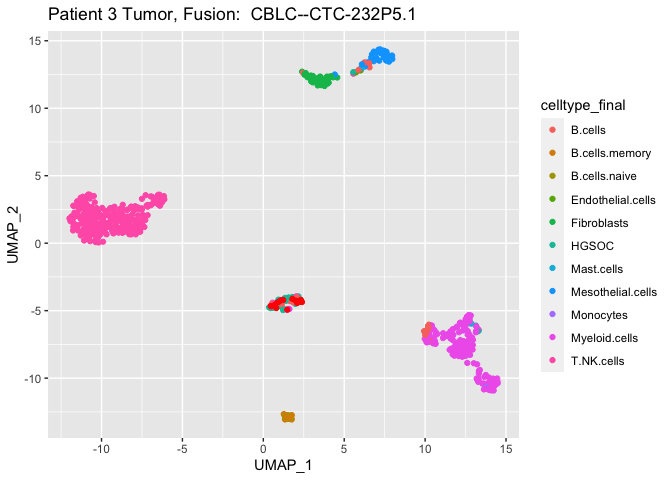 Patient 3 Tumor, Fusion:  CBLC--CTC-232P5.1
15
10
5
0
-5
-10
UMAP_2
-10
-5
0
5
10
15
UMAP_1
celltype_final
B.cells
B.cells.memory
B.cells.naive
Endothelial.cells
Fibroblasts
HGSOC
Mast.cells
Mesothelial.cells
Monocytes
Myeloid.cells
T.NK.cells